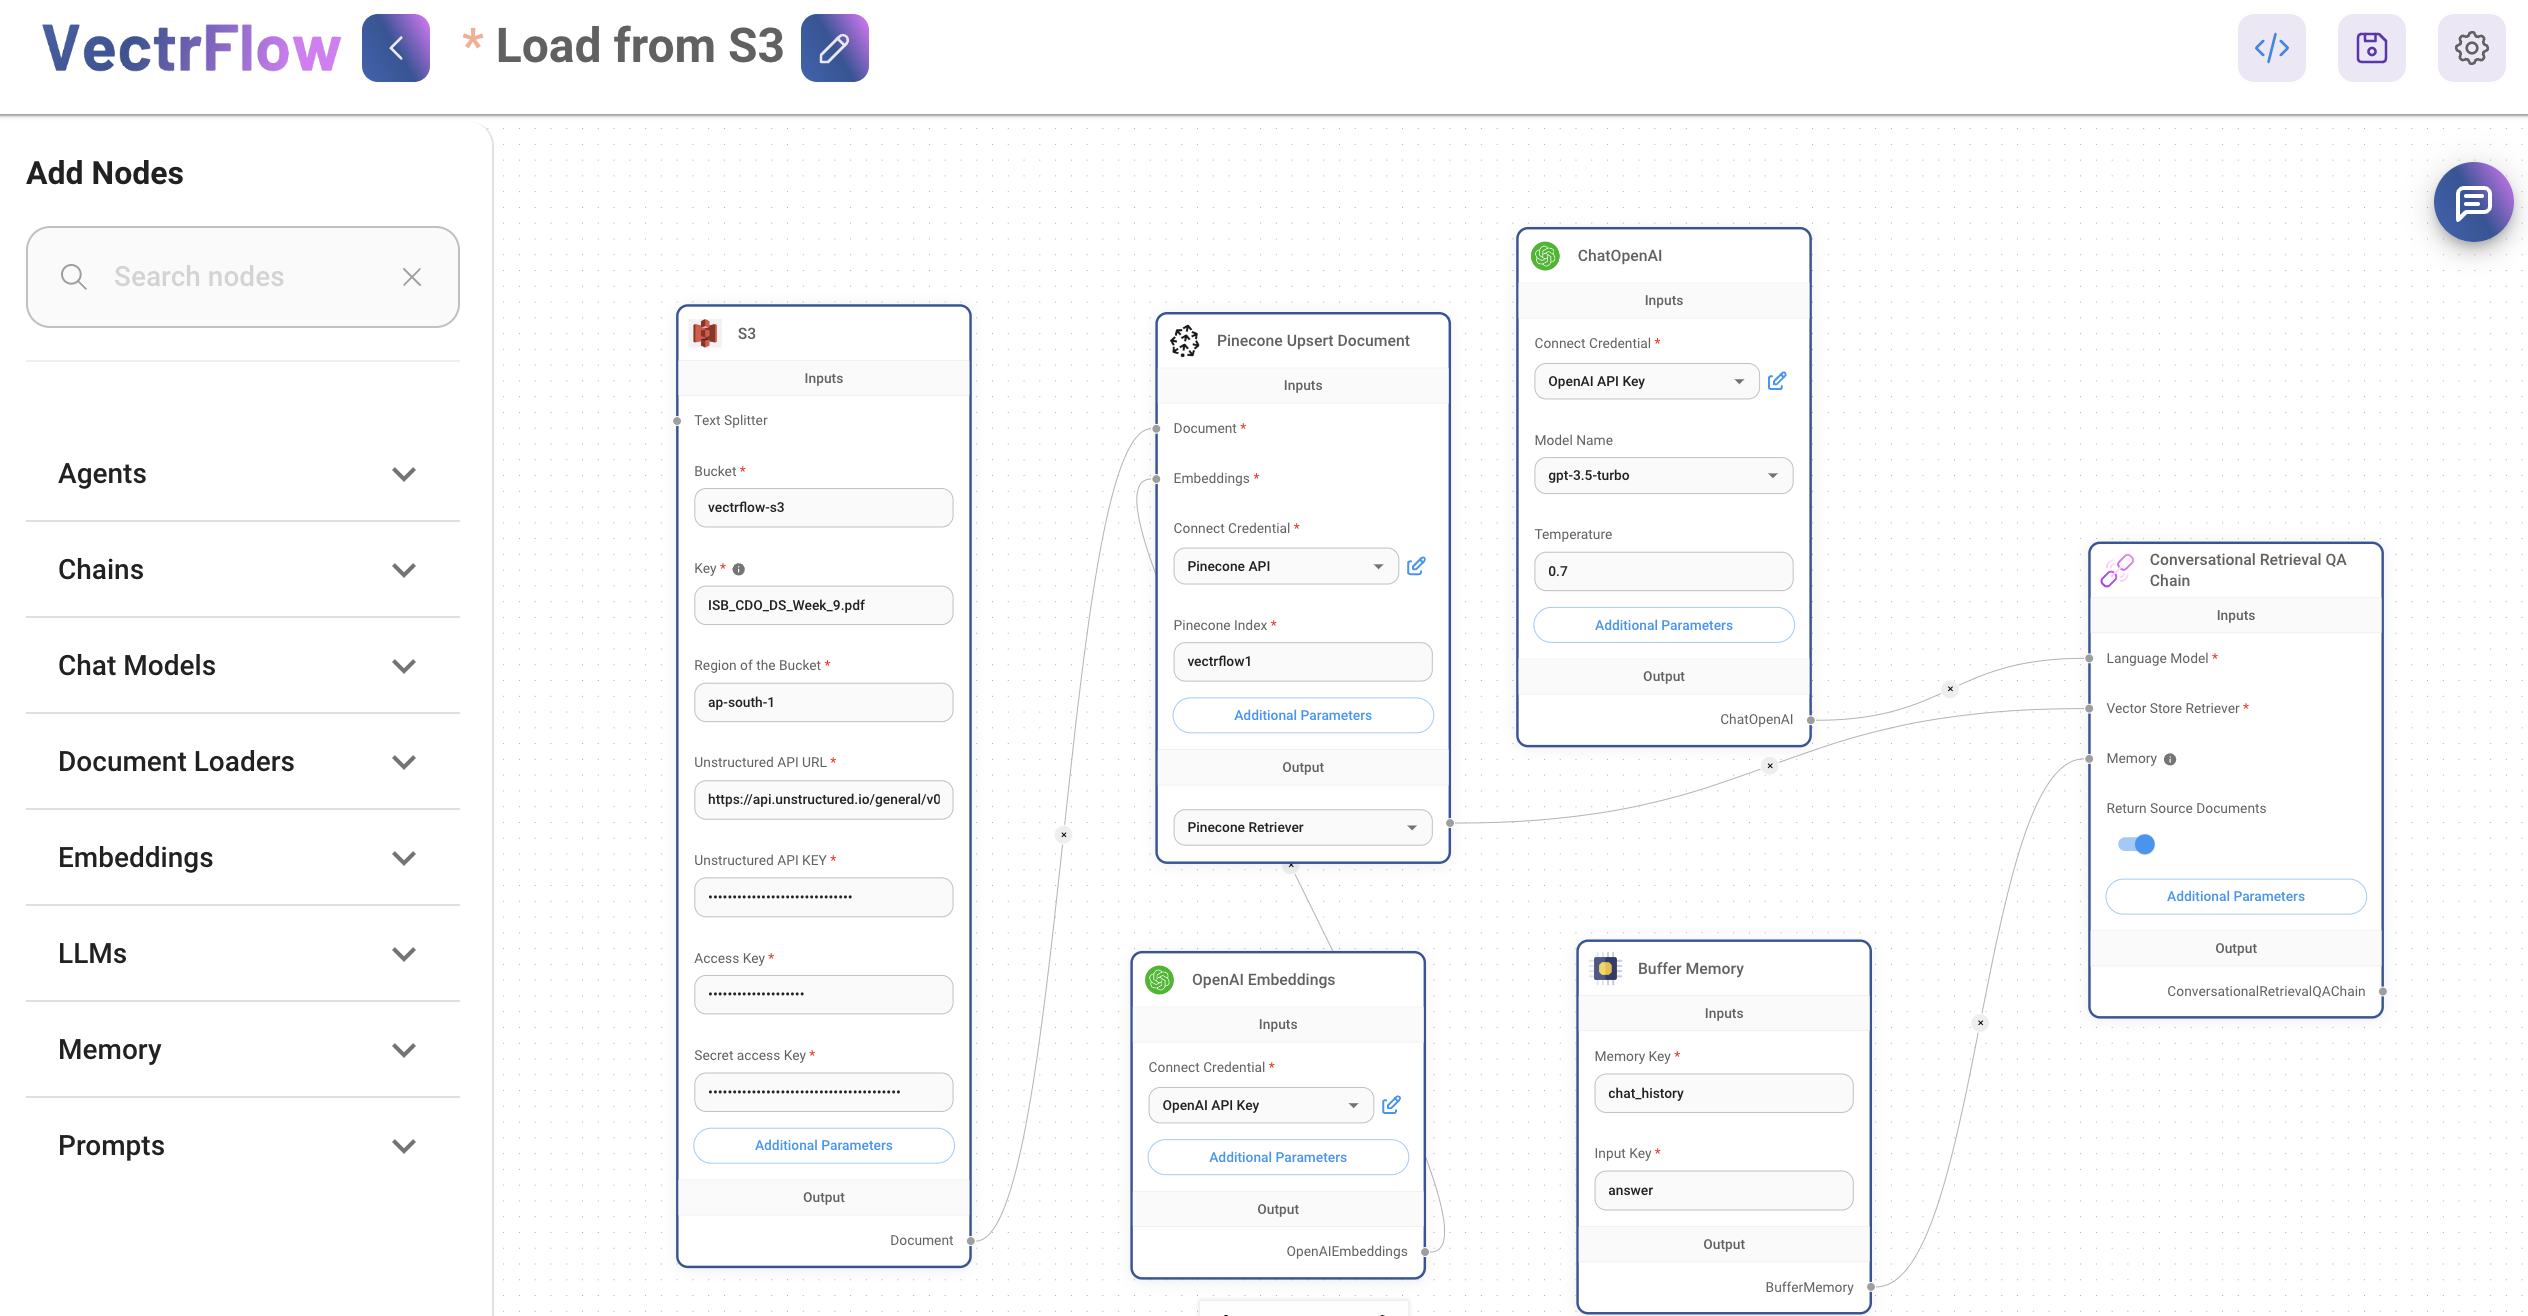 VectrFlow
* Load from S3
Add Nodes
Search nodes
Agents
Chains
Chat Models
Document Loaders
Embeddings
LLMs
Memory
Prompts
S3
Inputs
Text Splitter
Bucket *
vectrflow-s3
Key *
ISB_CDO_DS_Week_9.pdf
Region of the Bucket *
ap-south-1
Unstructured API URL *
https://api.unstructured.io/general/v0
Unstructured API KEY *
Access Key *
Secret access Key *
Additional Parameters
Output
Document
Pinecone Upsert Document
Inputs
Document *
Embeddings *
Connect Credential *
Pinecone API
Pinecone Index *
vectrflow1
Additional Parameters
Output
Pinecone Retriever
OpenAI Embeddings
Inputs
Connect Credential *
OpenAI API Key
Additional Parameters
Output
OpenAIEmbeddings
ChatOpenAI
Inputs
Connect Credential *
OpenAI API Key
Model Name
gpt-3.5-turbo
Temperature
0.7
Additional Parameters
Output
ChatOpenAI
Buffer Memory
Inputs
Memory Key *
chat_history
Input Key *
answer
Output
BufferMemory
Conversational Retrieval QA
Chain
Inputs
Language Model *
Vector Store Retriever *
Memory
Return Source Documents
Additional Parameters
Output
ConversationalRetrievalQAChain